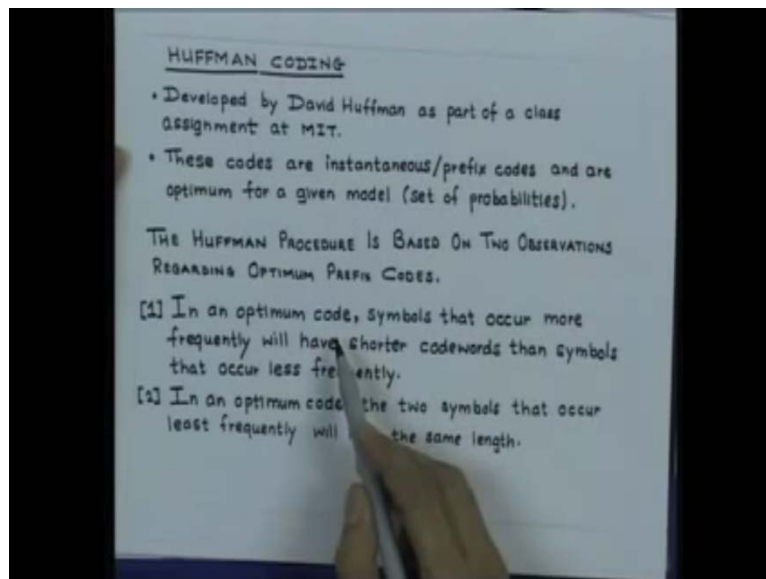 HUFFMAN CODING
• Developed by David Huffman as part of a class
assignment at MIT.
• These codes are instantaneous/prefix codes and are
optimum for a given model (set of probabilities).
THE HUFFMAN PROCEDURE IS BASED ON TWO OBSERVATIONS
REGARDING OPTIMUM PREFIX CODES.
[1] In an optimum code, symbols that occur more
frequently will have shorter codewords than symbols
that occur less frequently.
[2] In an optimum code the two symbols that occur
least frequently will the same length.